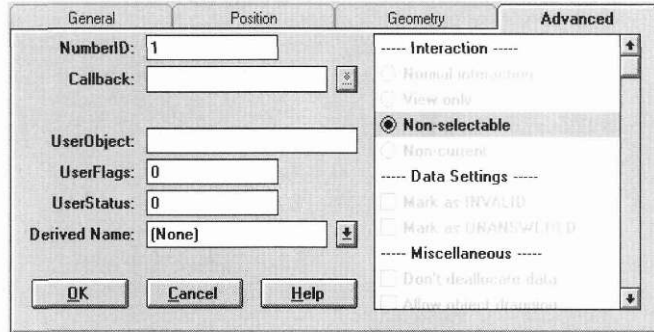 General Position Geometry Advanced
NumberID: 1
Callback:
UserObject:
UserFlags: 0
UserStatus: 0
Derived Name: (None)
OK Cancel Help
----- Interaction -----
Normal interaction
View only
Non-selectable
Non-current
----- Data Settings -----
Mark as INVALID
Mark as UNANSWERED
----- Miscellaneous -----
Don't deallocate data
Allow object dragging